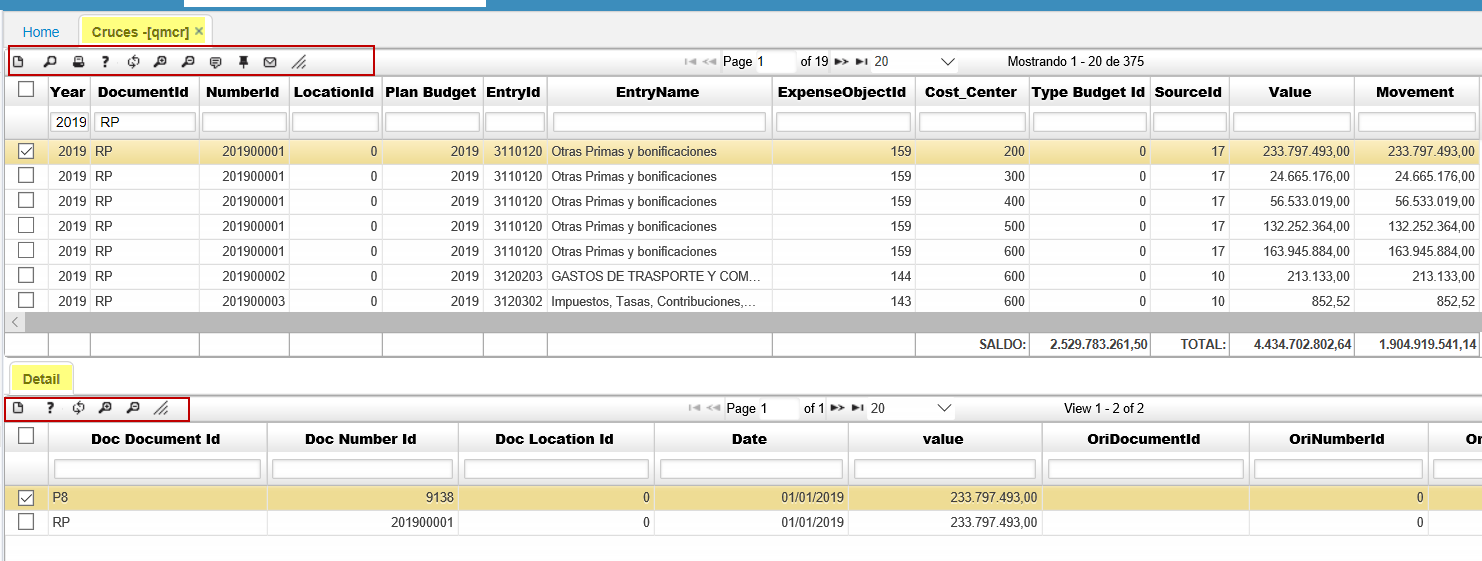 Home Cruces -[qmcr] ×
Page 1 of 19 20 Mostrando 1 - 20 de 375
Year DocumentId NumberId LocationId Plan Budget EntryId EntryName ExpenseObjectId Cost_Center Type Budget Id SourceId Value Movement
2019 RP
2019 RP 201900001 0 2019 3110120 Otras Primas y bonificaciones 159 200 0 17 233.797.493,00 233.797.493,00
2019 RP 201900001 0 2019 3110120 Otras Primas y bonificaciones 159 300 0 17 24.665.176,00 24.665.176,00
2019 RP 201900001 0 2019 3110120 Otras Primas y bonificaciones 159 400 0 17 56.533.019,00 56.533.019,00
2019 RP 201900001 0 2019 3110120 Otras Primas y bonificaciones 159 500 0 17 132.252.364,00 132.252.364,00
2019 RP 201900001 0 2019 3110120 Otras Primas y bonificaciones 159 600 0 17 163.945.884,00 163.945.884,00
2019 RP 201900002 0 2019 3120203 GASTOS DE TRASPORTE Y COM... 144 600 0 10 213.133,00 213.133,00
2019 RP 201900003 0 2019 3120302 Impuestos, Tasas, Contribuciones,... 143 600 0 10 852,52 852,52
SALDO: 2.529.783.261,50 TOTAL: 4.434.702.802,64 1.904.919.541,14
Detail
Page 1 of 1 20 View 1 - 2 of 2
Doc Document Id Doc Number Id Doc Location Id Date value OriDocumentId OriNumberId Or
P8 9138 0 01/01/2019 233.797.493,00 0
RP 201900001 0 01/01/2019 233.797.493,00 0